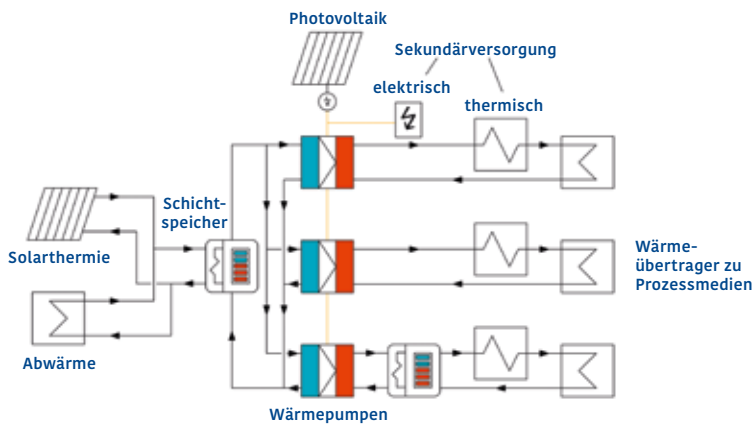 Photovoltaik
Sekundärversorgung
elektrisch
thermisch
Schicht-
speicher
Solarthermie
Wärme-
übertrager zu
Prozessmedien
Abwärme
Wärmepumpen